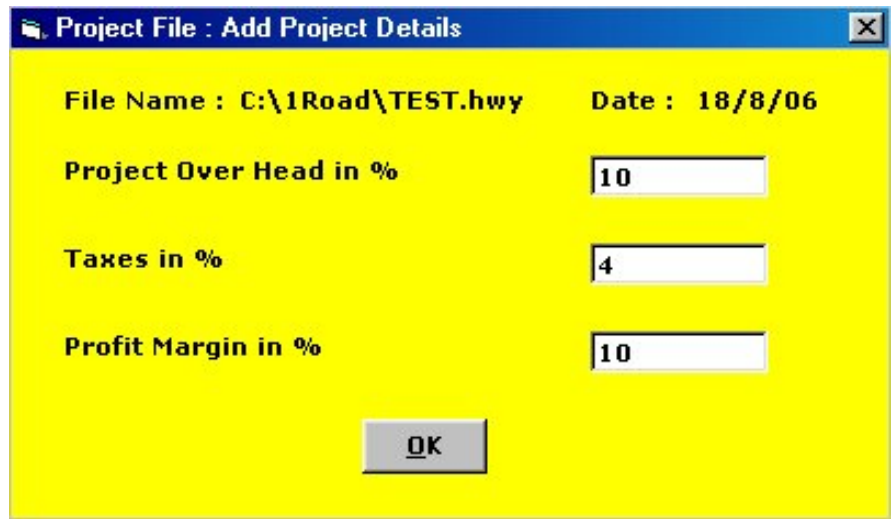 Project File : Add Project Details
File Name : C:\1Road\TEST.hwy Date : 18/8/06
Project Over Head in % 10
Taxes in % 4
Profit Margin in % 10
OK